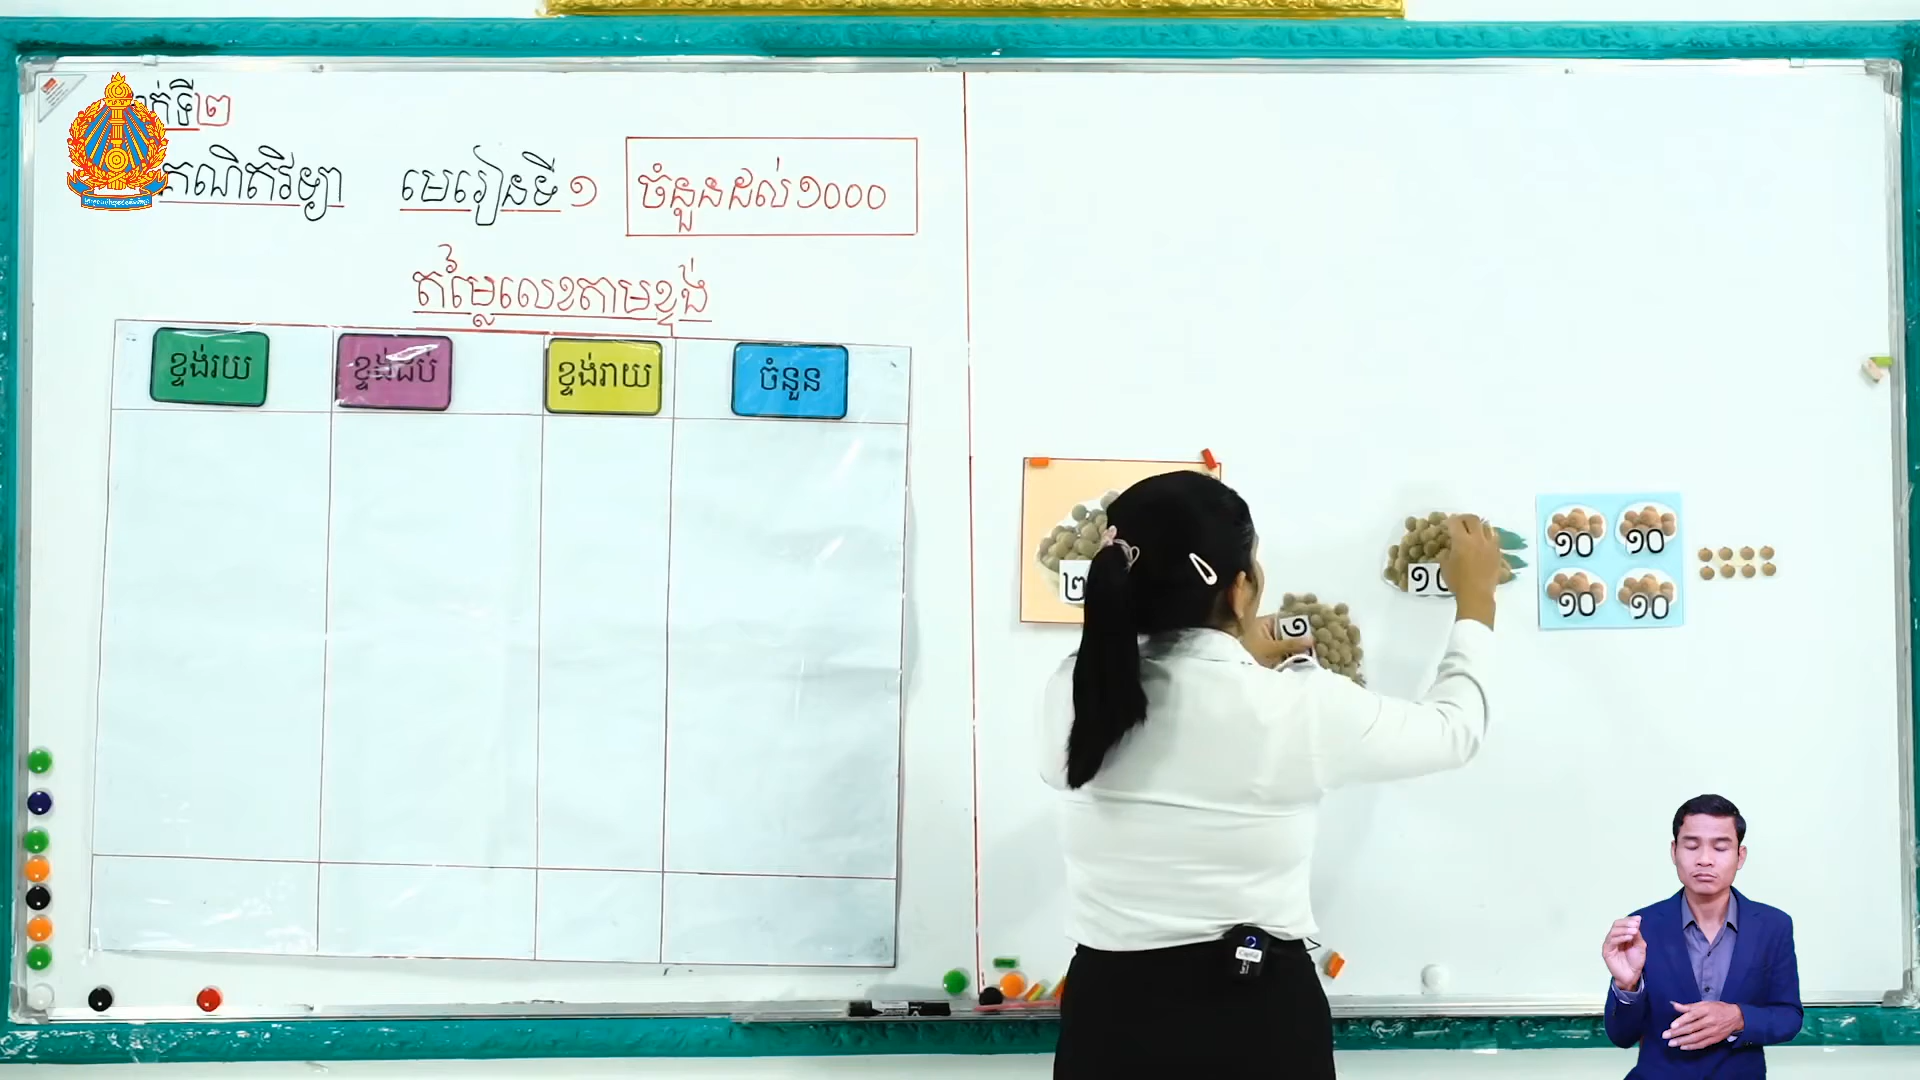 ទី២
គណិតវិទ្យា មេរៀនទី ១ ចំនួនដល់១០០០
តម្លៃលេខតាមខ្ទង់
ខ្ទង់រយ ខ្ទង់ដប់ ខ្ទង់រាយ ចំនួន
១០ ១០
១០ ១០